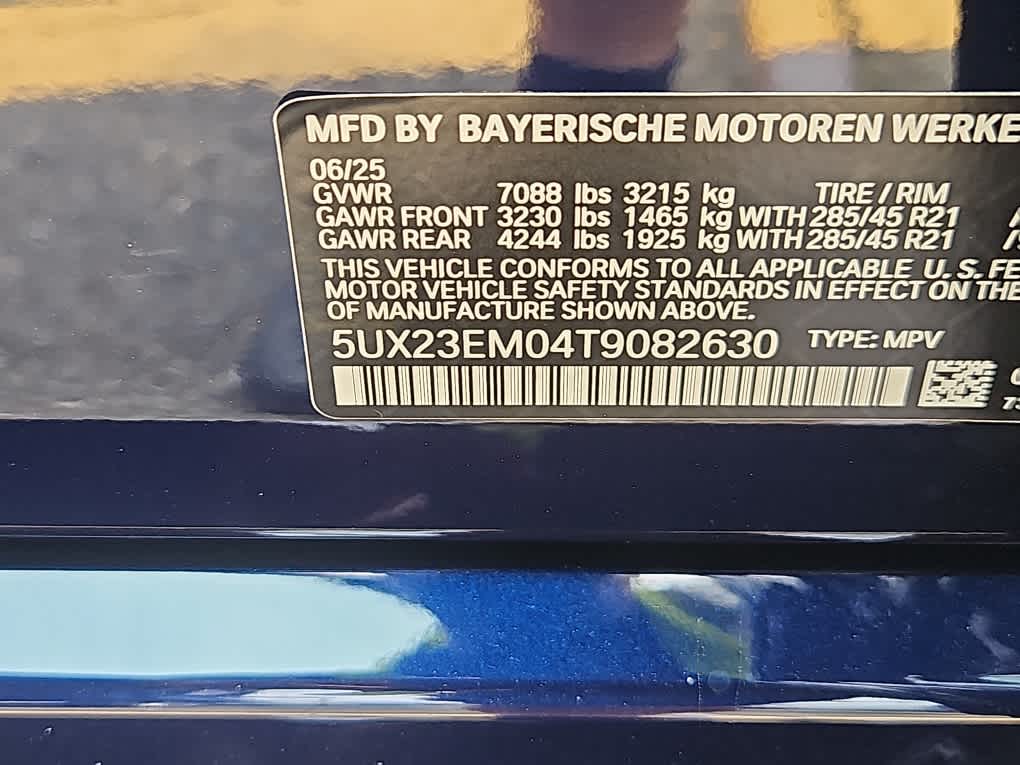 MFD BY BAYERISCHE MOTOREN WERKE
06/25
GVWR 7088 lbs 3215 kg TIRE / RIM
GAWR FRONT 3230 lbs 1465 kg WITH 285/45 R21
GAWR REAR 4244 lbs 1925 kg WITH 285/45 R21
THIS VEHICLE CONFORMS TO ALL APPLICABLE U. S. FE
MOTOR VEHICLE SAFETY STANDARDS IN EFFECT ON THE
OF MANUFACTURE SHOWN ABOVE.
5UX23EM04T9082630 TYPE: MPV